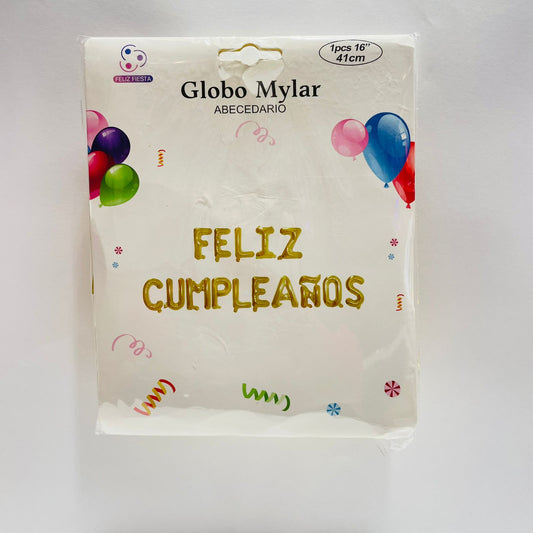 FELIZ FIESTA
1pcs 16"
41cm
Globo Mylar
ABECEDARIO
FELIZ
CUMPLEAÑOS